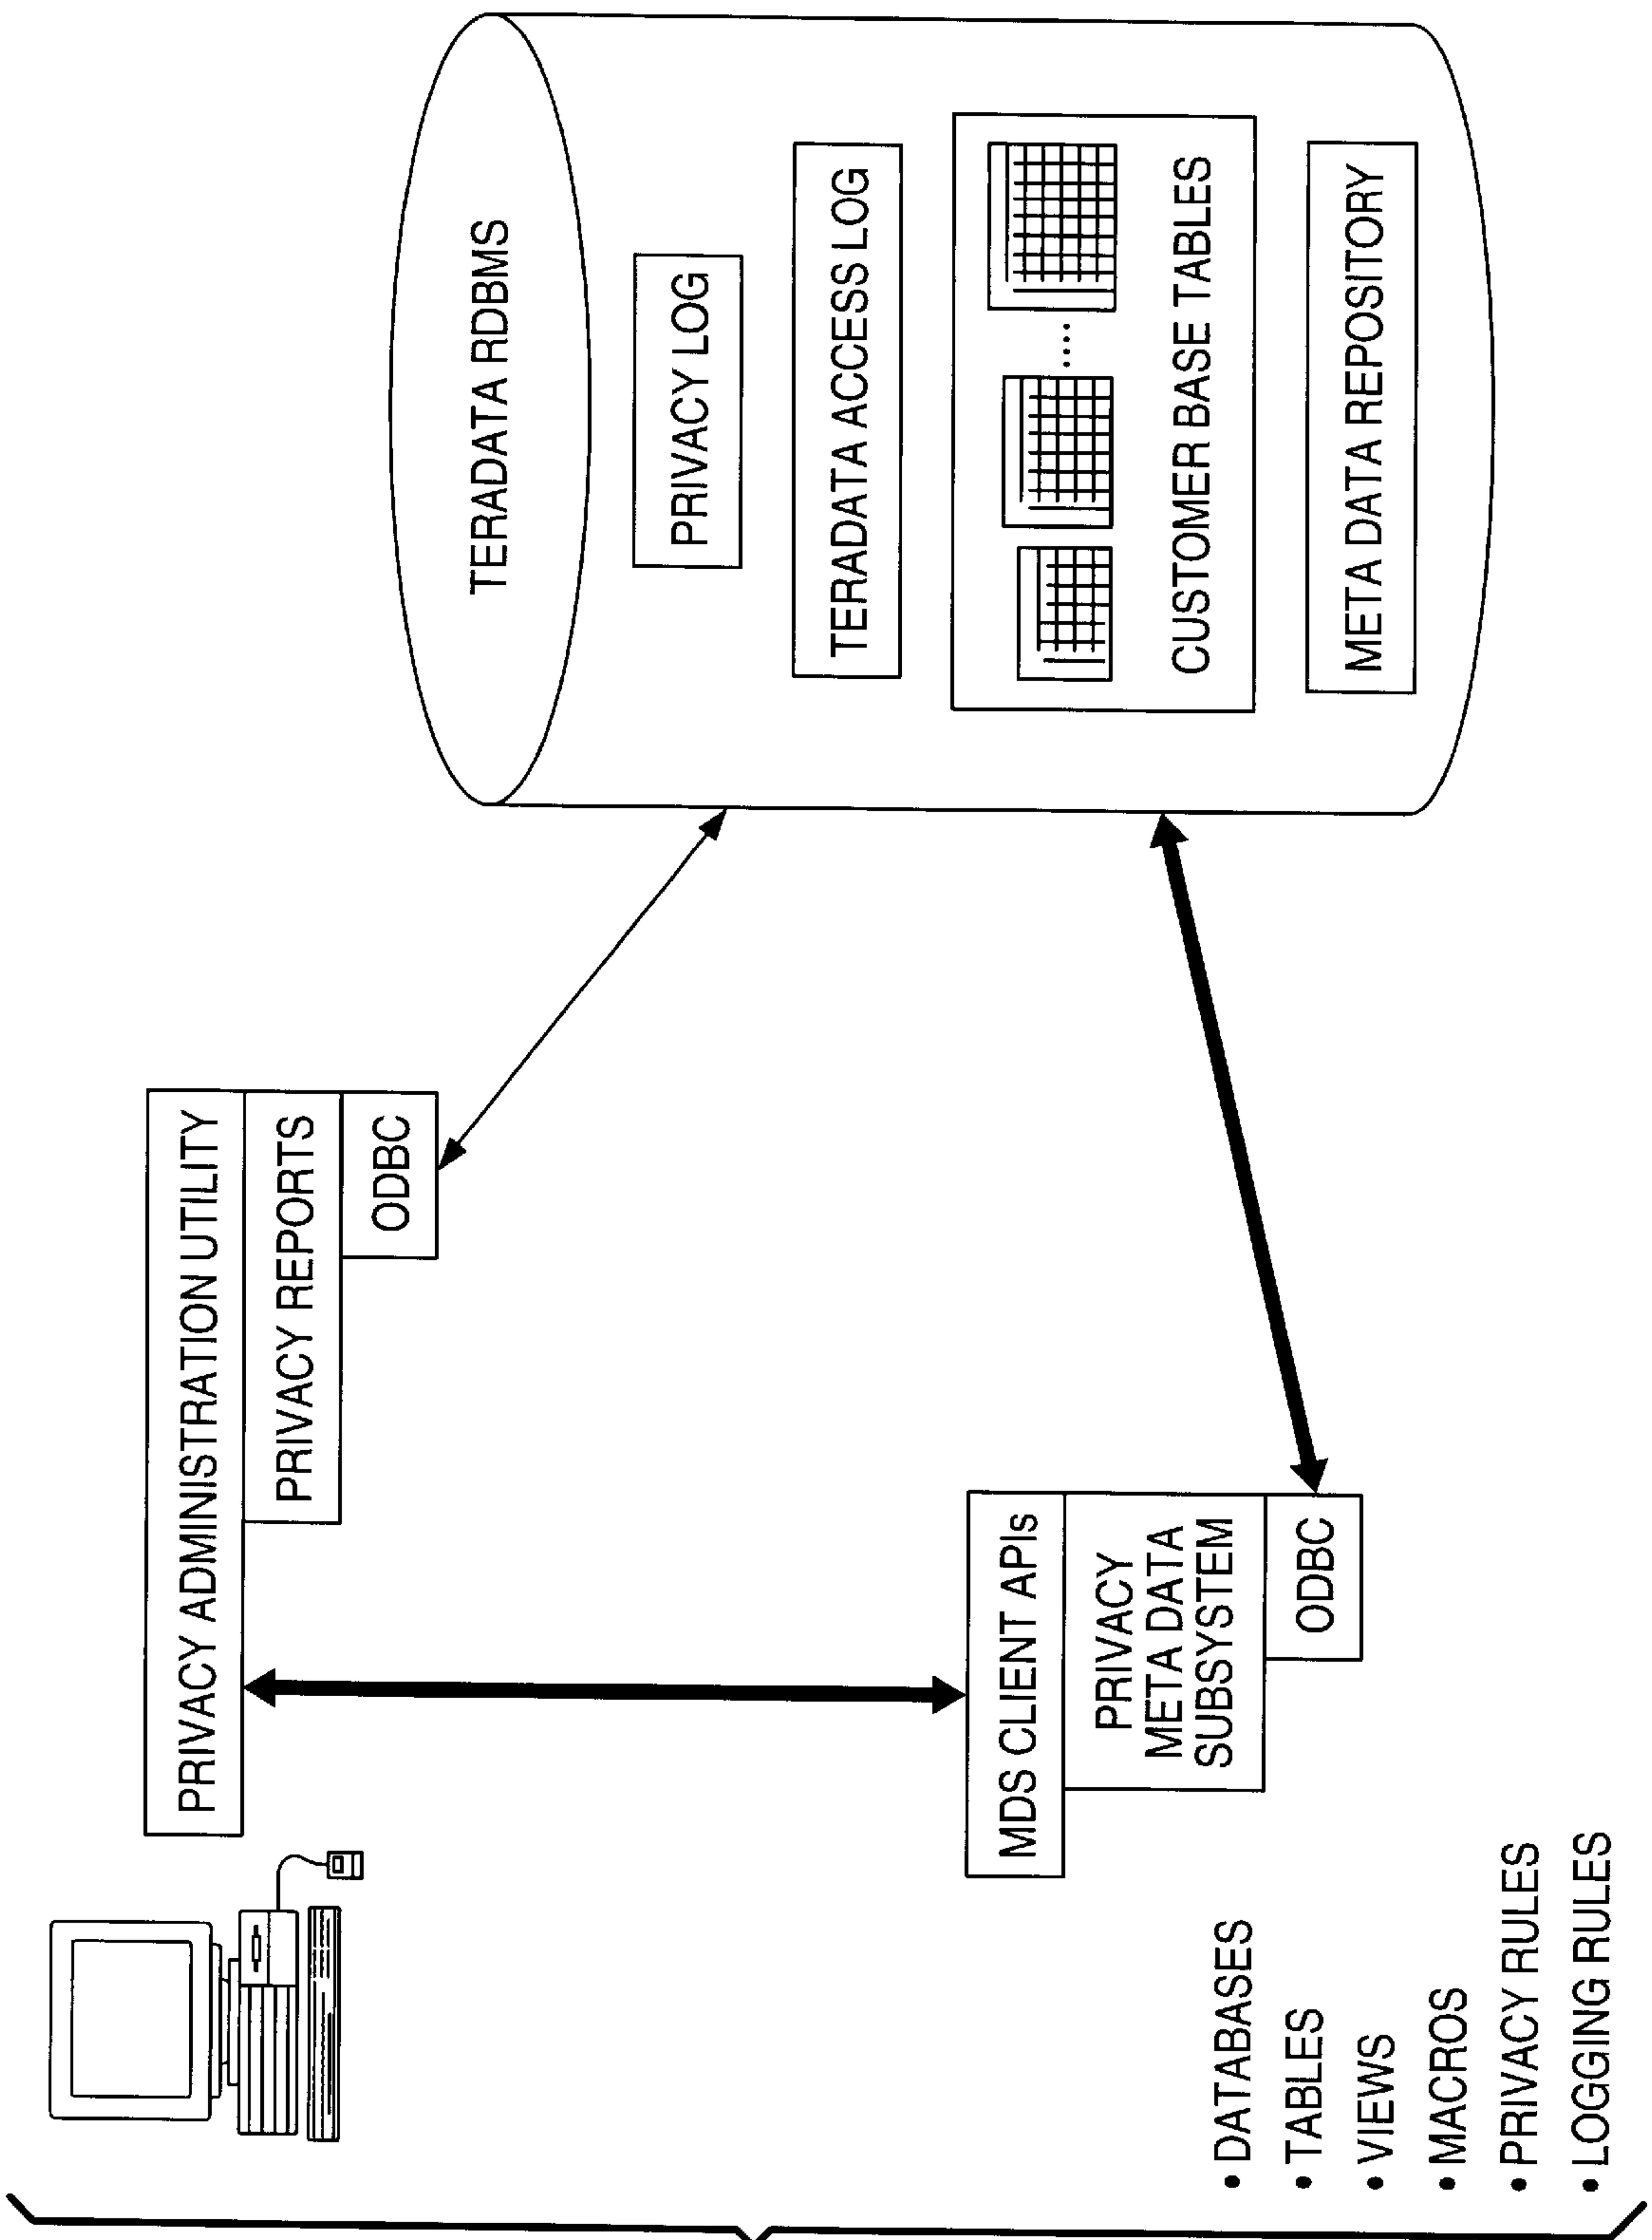 PRIVACY ADMINISTRATION UTILITY
PRIVACY REPORTS
ODBC
MDS CLIENT APIs
PRIVACY
META DATA
SUBSYSTEM
ODBC
• DATABASES
• TABLES
• VIEWS
• MACROS
• PRIVACY RULES
• LOGGING RULES
TERADATA RDBMS
PRIVACY LOG
TERADATA ACCESS LOG
CUSTOMER BASE TABLES
META DATA REPOSITORY